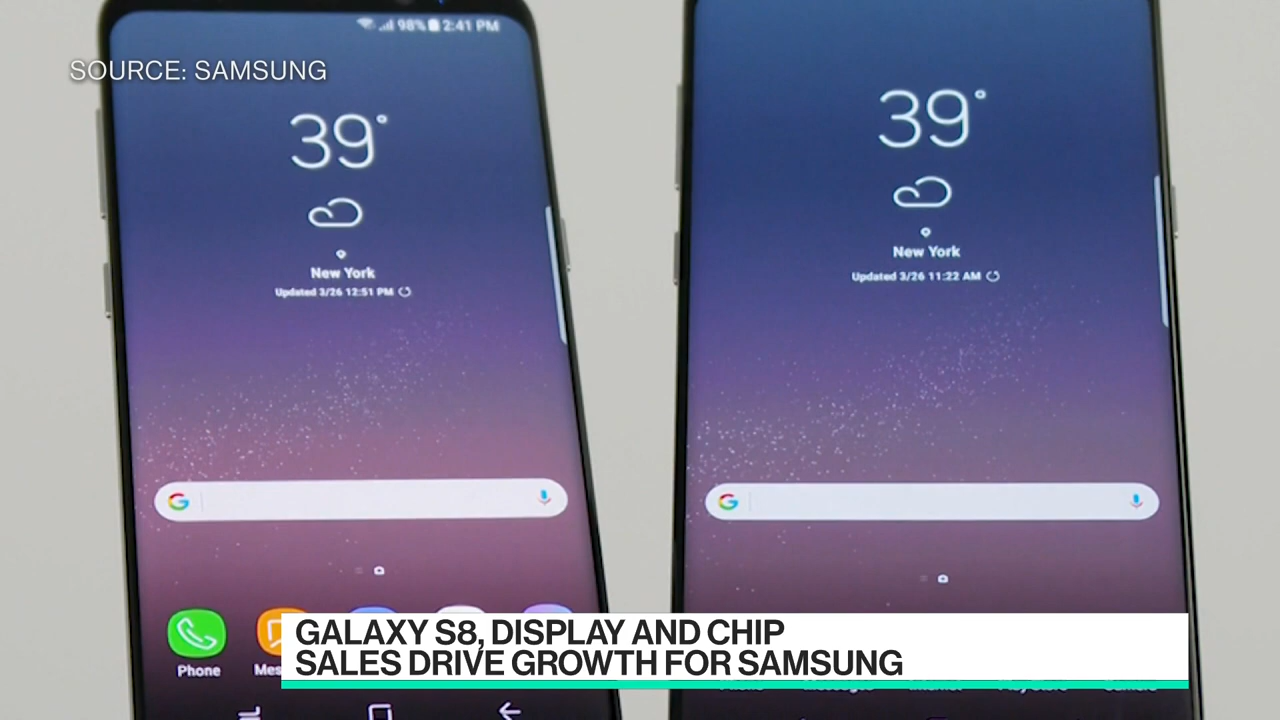 98% 2:41 PM
SOURCE: SAMSUNG
39°
New York
Updated 3/26 12:51 PM
39°
New York
Updated 3/26 11:22 AM
G
G
Phone
GALAXY S8, DISPLAY AND CHIP
SALES DRIVE GROWTH FOR SAMSUNG